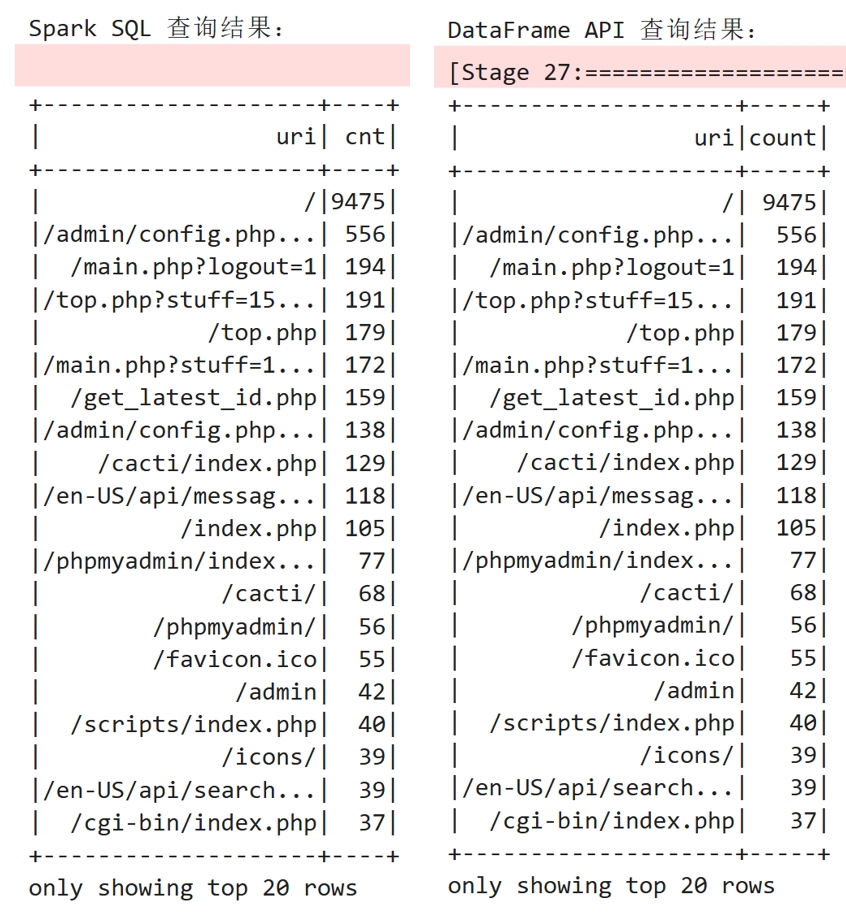 Spark SQL 查询结果：
+--------------------+----+
|                 uri| cnt|
+--------------------+----+
|                   /|9475|
|/admin/config.php...| 556|
|  /main.php?logout=1| 194|
|/top.php?stuff=15...| 191|
|            /top.php| 179|
|/main.php?stuff=1...| 172|
|  /get_latest_id.php| 159|
|/admin/config.php...| 138|
|    /cacti/index.php| 129|
|/en-US/api/messag...| 118|
|          /index.php| 105|
|/phpmyadmin/index...|  77|
|             /cacti/|  68|
|        /phpmyadmin/|  56|
|        /favicon.ico|  55|
|              /admin|  42|
|  /scripts/index.php|  40|
|             /icons/|  39|
|/en-US/api/search...|  39|
|  /cgi-bin/index.php|  37|
+--------------------+----+
only showing top 20 rows
DataFrame API 查询结果：
[Stage 27:===================
+--------------------+-----+
|                 uri|count|
+--------------------+-----+
|                   /| 9475|
|/admin/config.php...|  556|
|  /main.php?logout=1|  194|
|/top.php?stuff=15...|  191|
|            /top.php|  179|
|/main.php?stuff=1...|  172|
|  /get_latest_id.php|  159|
|/admin/config.php...|  138|
|    /cacti/index.php|  129|
|/en-US/api/messag...|  118|
|          /index.php|  105|
|/phpmyadmin/index...|   77|
|             /cacti/|   68|
|        /phpmyadmin/|   56|
|        /favicon.ico|   55|
|              /admin|   42|
|  /scripts/index.php|   40|
|             /icons/|   39|
|/en-US/api/search...|   39|
|  /cgi-bin/index.php|   37|
+--------------------+-----+
only showing top 20 rows